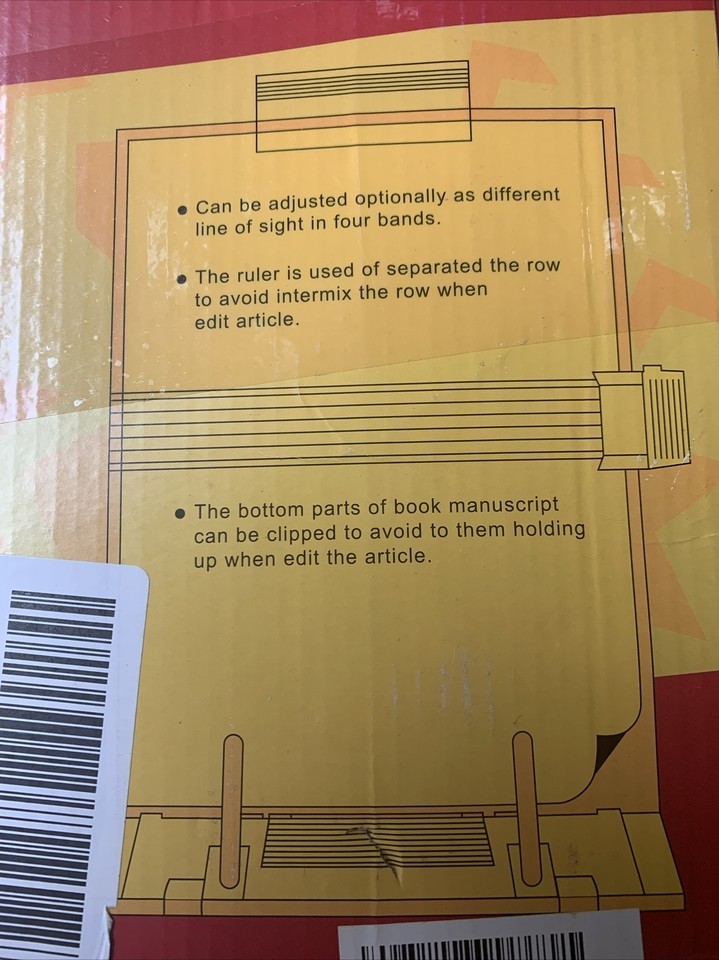 • Can be adjusted optionally as different
line of sight in four bands.
• The ruler is used of separated the row
to avoid intermix the row when
edit article.
• The bottom parts of book manuscript
can be clipped to avoid to them holding
up when edit the article.